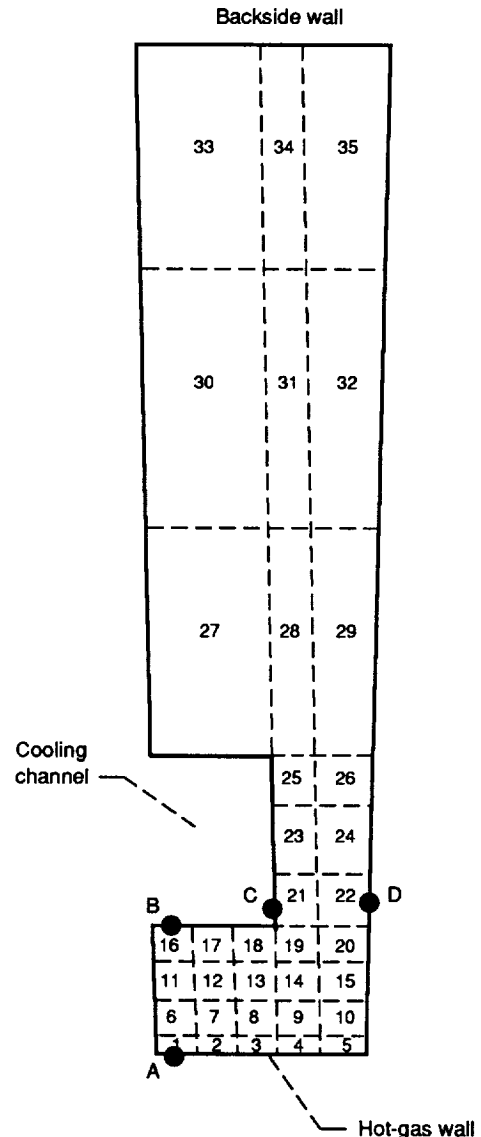 Backside wall
33 34 35
30 31 32
27 28 29
Cooling
channel
25 26
23 24
C 21 22 D
B
16 17 18 19 20
11 12 13 14 15
6 7 8 9 10
1 2 3 4 5
A
Hot-gas wall